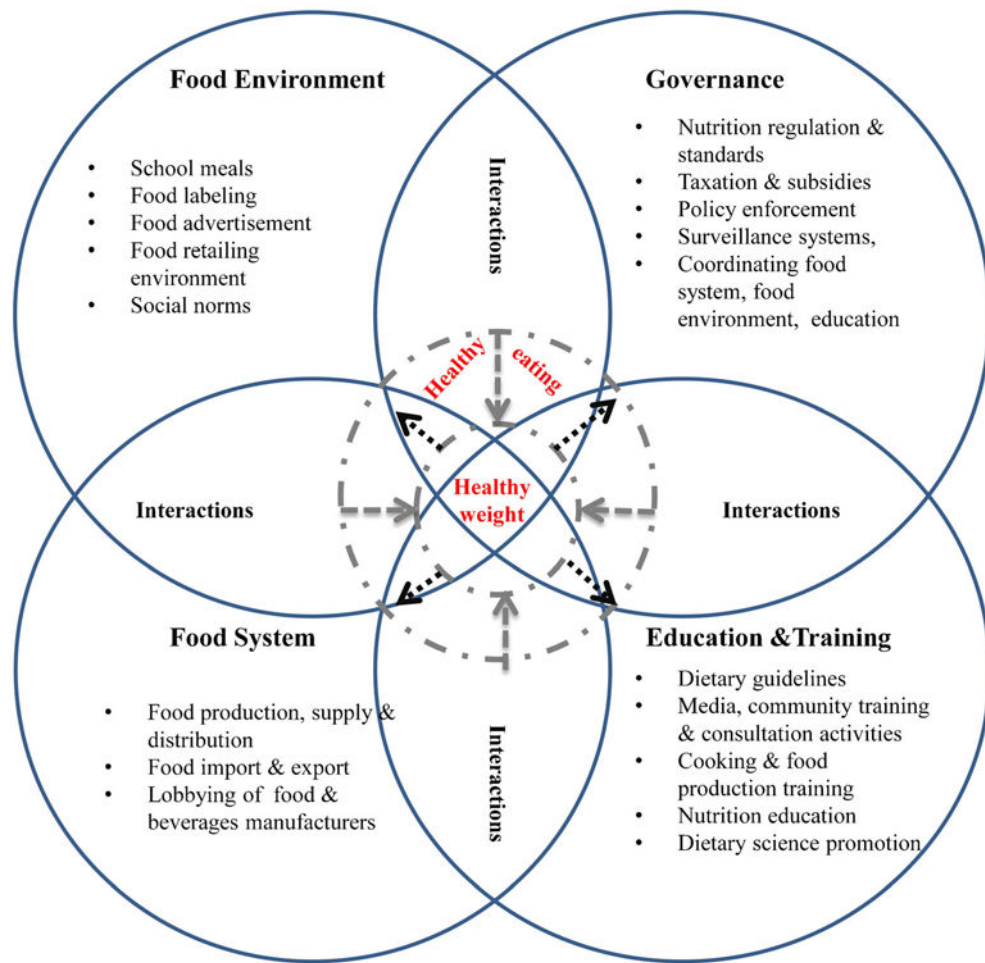 Food Environment
• School meals
• Food labeling
• Food advertisement
• Food retailing
environment
• Social norms
Governance
• Nutrition regulation &
standards
• Taxation & subsidies
• Policy enforcement
• Surveillance systems,
• Coordinating food
system, food
environment, education
Interactions
Healthy eating
Interactions
Healthy
weight
Interactions
Food System
• Food production, supply &
distribution
• Food import & export
• Lobbying of food &
beverages manufacturers
Interactions
Education &Training
• Dietary guidelines
• Media, community training
& consultation activities
• Cooking & food
production training
• Nutrition education
• Dietary science promotion